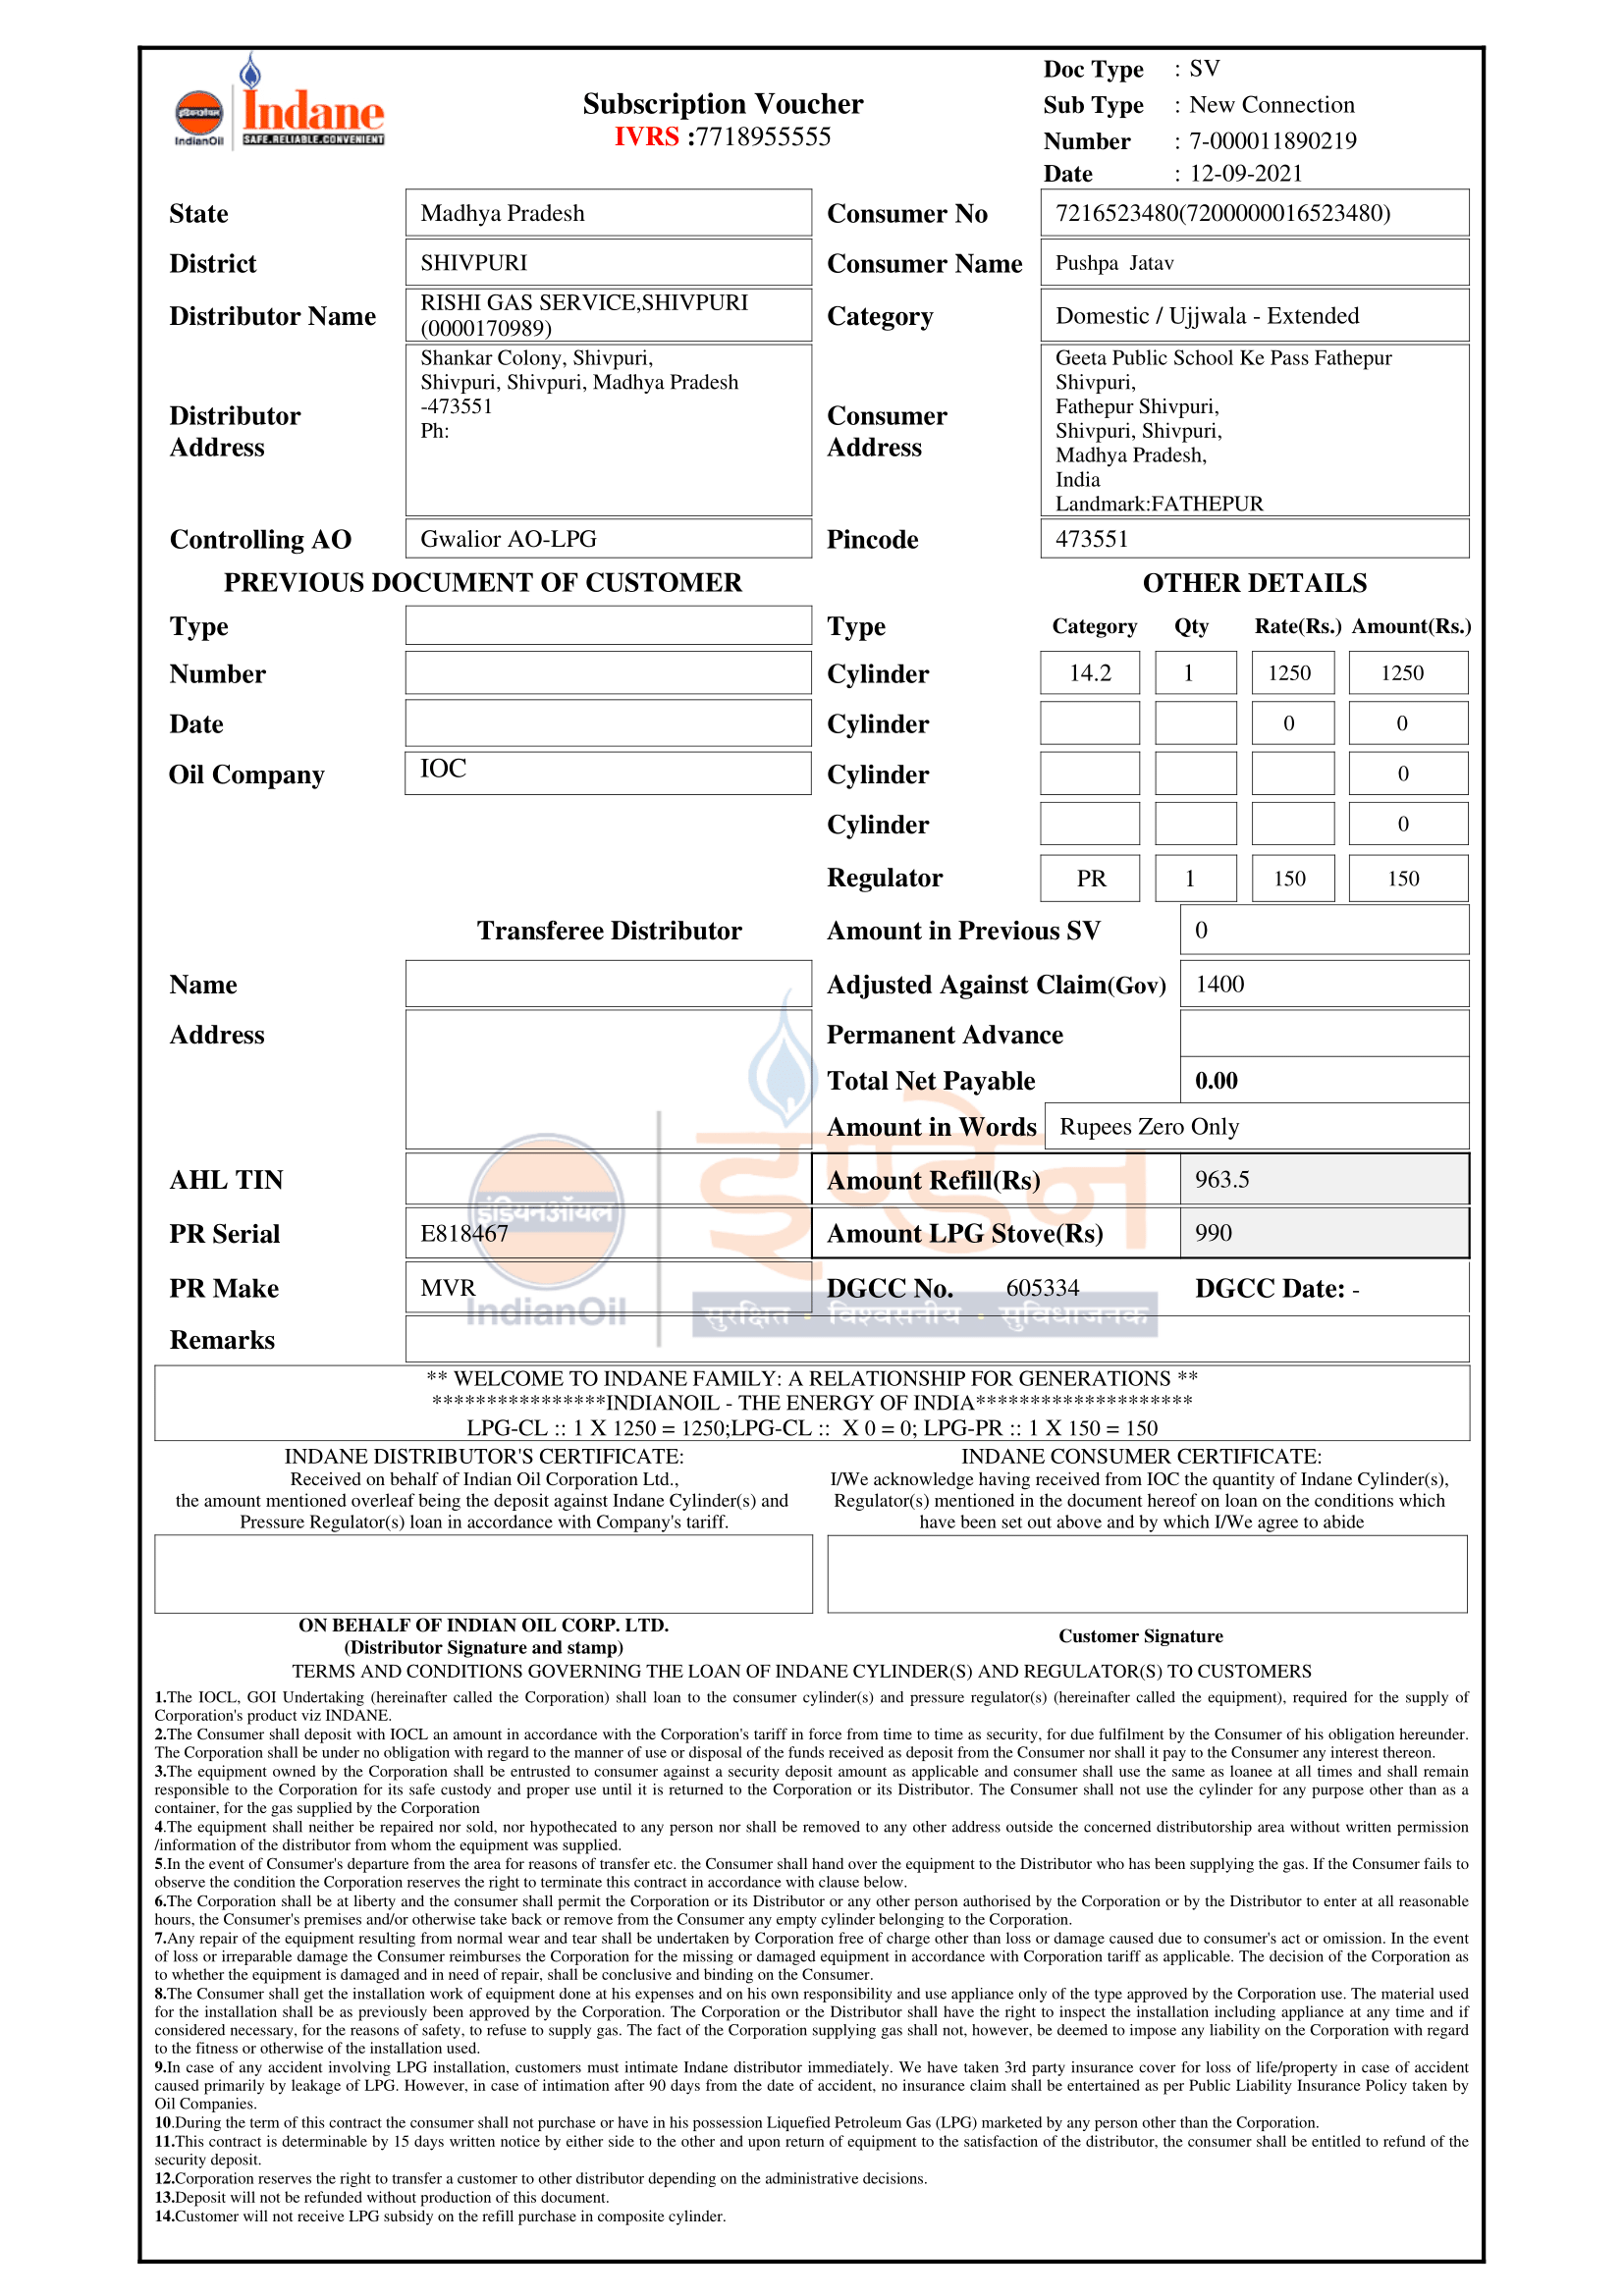 इंडियनऑयल
IndianOil
Indane
SAFE.RELIABLE.CONVENIENT
Subscription Voucher
IVRS :7718955555
Doc Type : SV
Sub Type : New Connection
Number : 7-000011890219
Date : 12-09-2021
State Madhya Pradesh Consumer No 7216523480(7200000016523480)
District SHIVPURI Consumer Name Pushpa Jatav
Distributor Name RISHI GAS SERVICE,SHIVPURI
(0000170989)
Category Domestic / Ujjwala - Extended
Distributor
Address
Shankar Colony, Shivpuri,
Shivpuri, Shivpuri, Madhya Pradesh
-473551
Ph:
Consumer
Address
Geeta Public School Ke Pass Fathepur
Shivpuri,
Fathepur Shivpuri,
Shivpuri, Shivpuri,
Madhya Pradesh,
India
Landmark:FATHEPUR
Controlling AO Gwalior AO-LPG Pincode 473551
PREVIOUS DOCUMENT OF CUSTOMER OTHER DETAILS
Type Type Category Qty Rate(Rs.) Amount(Rs.)
Number Cylinder 14.2 1 1250 1250
Date Cylinder 0 0
Oil Company IOC Cylinder 0
Cylinder 0
Regulator PR 1 150 150
Transferee Distributor Amount in Previous SV 0
Name Adjusted Against Claim(Gov) 1400
Address Permanent Advance
Total Net Payable 0.00
Amount in Words Rupees Zero Only
AHL TIN Amount Refill(Rs) 963.5
PR Serial E818467 Amount LPG Stove(Rs) 990
PR Make MVR DGCC No. 605334 DGCC Date: -
Remarks
इंडियनऑयल
IndianOil
इण्डेन
सुरक्षित · विश्वसनीय · सुविधाजनक
** WELCOME TO INDANE FAMILY: A RELATIONSHIP FOR GENERATIONS **
****************INDIANOIL - THE ENERGY OF INDIA********************
LPG-CL :: 1 X 1250 = 1250;LPG-CL :: X 0 = 0; LPG-PR :: 1 X 150 = 150
INDANE DISTRIBUTOR'S CERTIFICATE:
Received on behalf of Indian Oil Corporation Ltd.,
the amount mentioned overleaf being the deposit against Indane Cylinder(s) and
Pressure Regulator(s) loan in accordance with Company's tariff.
INDANE CONSUMER CERTIFICATE:
I/We acknowledge having received from IOC the quantity of Indane Cylinder(s),
Regulator(s) mentioned in the document hereof on loan on the conditions which
have been set out above and by which I/We agree to abide
ON BEHALF OF INDIAN OIL CORP. LTD.
(Distributor Signature and stamp)
Customer Signature
TERMS AND CONDITIONS GOVERNING THE LOAN OF INDANE CYLINDER(S) AND REGULATOR(S) TO CUSTOMERS
1.The IOCL, GOI Undertaking (hereinafter called the Corporation) shall loan to the consumer cylinder(s) and pressure regulator(s) (hereinafter called the equipment), required for the supply of
Corporation's product viz INDANE.
2.The Consumer shall deposit with IOCL an amount in accordance with the Corporation's tariff in force from time to time as security, for due fulfilment by the Consumer of his obligation hereunder.
The Corporation shall be under no obligation with regard to the manner of use or disposal of the funds received as deposit from the Consumer nor shall it pay to the Consumer any interest thereon.
3.The equipment owned by the Corporation shall be entrusted to consumer against a security deposit amount as applicable and consumer shall use the same as loanee at all times and shall remain
responsible to the Corporation for its safe custody and proper use until it is returned to the Corporation or its Distributor. The Consumer shall not use the cylinder for any purpose other than as a
container, for the gas supplied by the Corporation
4.The equipment shall neither be repaired nor sold, nor hypothecated to any person nor shall be removed to any other address outside the concerned distributorship area without written permission
/information of the distributor from whom the equipment was supplied.
5.In the event of Consumer's departure from the area for reasons of transfer etc. the Consumer shall hand over the equipment to the Distributor who has been supplying the gas. If the Consumer fails to
observe the condition the Corporation reserves the right to terminate this contract in accordance with clause below.
6.The Corporation shall be at liberty and the consumer shall permit the Corporation or its Distributor or any other person authorised by the Corporation or by the Distributor to enter at all reasonable
hours, the Consumer's premises and/or otherwise take back or remove from the Consumer any empty cylinder belonging to the Corporation.
7.Any repair of the equipment resulting from normal wear and tear shall be undertaken by Corporation free of charge other than loss or damage caused due to consumer's act or omission. In the event
of loss or irreparable damage the Consumer reimburses the Corporation for the missing or damaged equipment in accordance with Corporation tariff as applicable. The decision of the Corporation as
to whether the equipment is damaged and in need of repair, shall be conclusive and binding on the Consumer.
8.The Consumer shall get the installation work of equipment done at his expenses and on his own responsibility and use appliance only of the type approved by the Corporation use. The material used
for the installation shall be as previously been approved by the Corporation. The Corporation or the Distributor shall have the right to inspect the installation including appliance at any time and if
considered necessary, for the reasons of safety, to refuse to supply gas. The fact of the Corporation supplying gas shall not, however, be deemed to impose any liability on the Corporation with regard
to the fitness or otherwise of the installation used.
9.In case of any accident involving LPG installation, customers must intimate Indane distributor immediately. We have taken 3rd party insurance cover for loss of life/property in case of accident
caused primarily by leakage of LPG. However, in case of intimation after 90 days from the date of accident, no insurance claim shall be entertained as per Public Liability Insurance Policy taken by
Oil Companies.
10.During the term of this contract the consumer shall not purchase or have in his possession Liquefied Petroleum Gas (LPG) marketed by any person other than the Corporation.
11.This contract is determinable by 15 days written notice by either side to the other and upon return of equipment to the satisfaction of the distributor, the consumer shall be entitled to refund of the
security deposit.
12.Corporation reserves the right to transfer a customer to other distributor depending on the administrative decisions.
13.Deposit will not be refunded without production of this document.
14.Customer will not receive LPG subsidy on the refill purchase in composite cylinder.